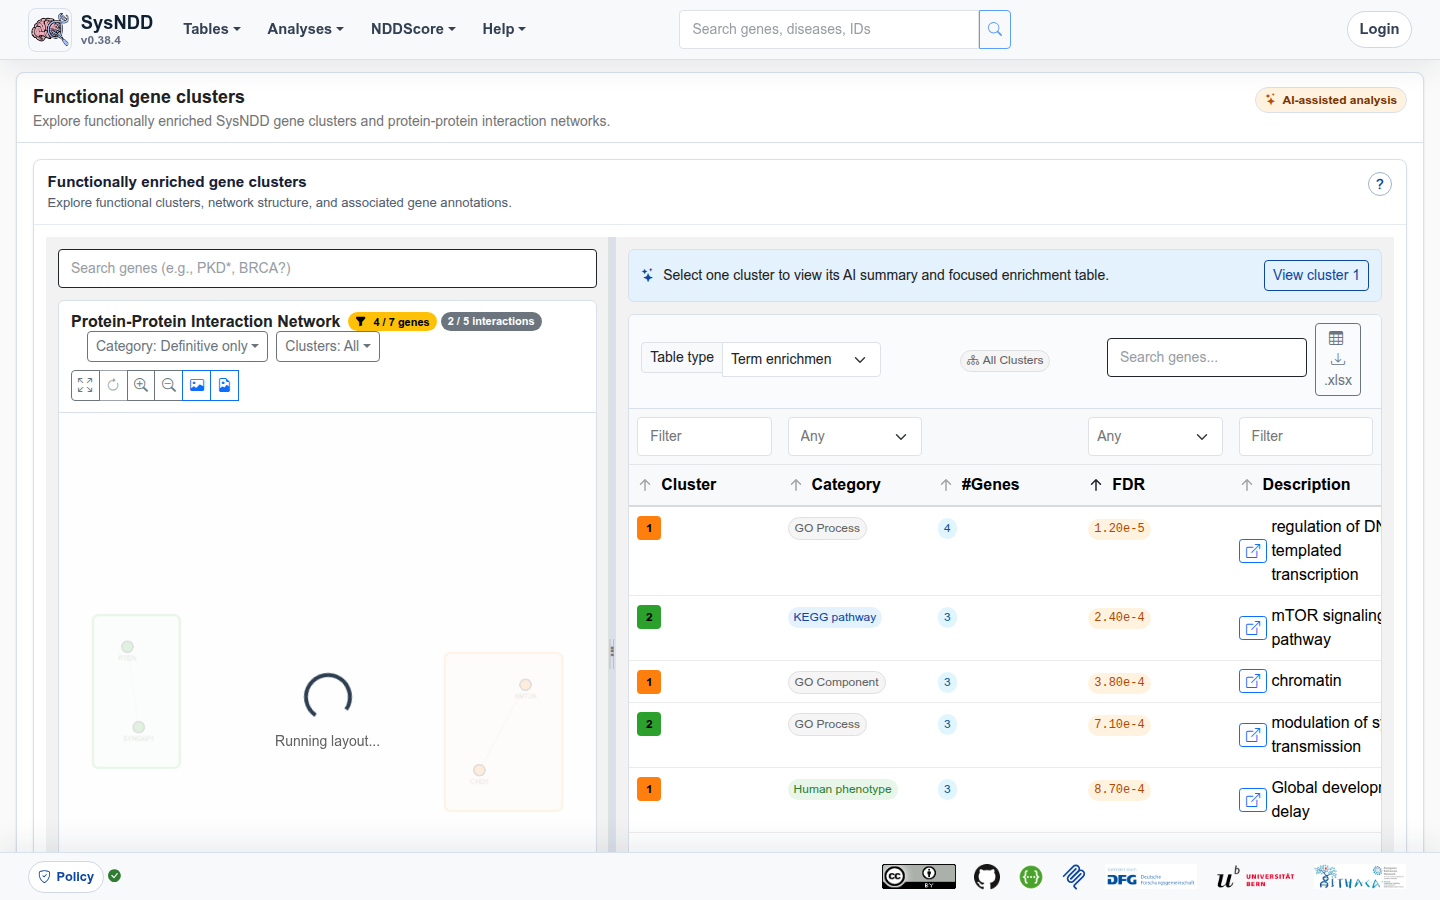 SysNDD
v0.38.4
Tables
Analyses
NDDScore
Help
Search genes, diseases, IDs
Login
Functional gene clusters
Explore functionally enriched SysNDD gene clusters and protein-protein interaction networks.
AI-assisted analysis
Functionally enriched gene clusters
Explore functional clusters, network structure, and associated gene annotations.
?
Search genes (e.g., PKD*, BRCA?)
Protein-Protein Interaction Network
4 / 7 genes
2 / 5 interactions
Category: Definitive only
Clusters: All
Running layout...
Select one cluster to view its AI summary and focused enrichment table.
View cluster 1
Table type
Term enrichmen
All Clusters
Search genes...
.xlsx
Filter
Any
Any
Filter
Cluster
Category
#Genes
FDR
Description
1
GO Process
4
1.20e-5
regulation of DN
templated
transcription
2
KEGG pathway
3
2.40e-4
mTOR signaling
pathway
1
GO Component
3
3.80e-4
chromatin
2
GO Process
3
7.10e-4
modulation of s
transmission
1
Human phenotype
3
8.70e-4
Global developm
delay
Policy
CC
BY
DFG
Deutsche
Forschungsgemeinschaft
u b
UNIVERSITÄT
BERN
ITHACA